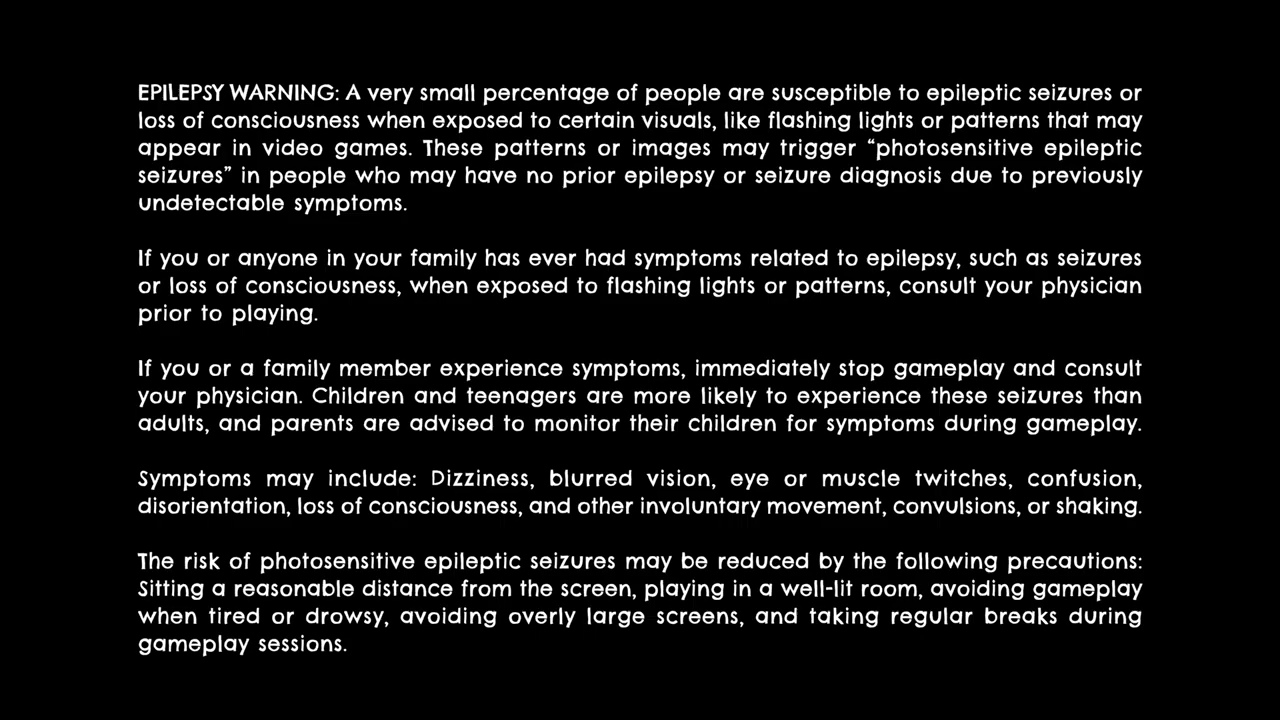 EPILEPSY WARNING: A very small percentage of people are susceptible to epileptic seizures or
loss of consciousness when exposed to certain visuals, like flashing lights or patterns that may
appear in video games. These patterns or images may trigger “photosensitive epileptic
seizures” in people who may have no prior epilepsy or seizure diagnosis due to previously
undetectable symptoms.
If you or anyone in your family has ever had symptoms related to epilepsy, such as seizures
or loss of consciousness, when exposed to flashing lights or patterns, consult your physician
prior to playing.
If you or a family member experience symptoms, immediately stop gameplay and consult
your physician. Children and teenagers are more likely to experience these seizures than
adults, and parents are advised to monitor their children for symptoms during gameplay.
Symptoms may include: Dizziness, blurred vision, eye or muscle twitches, confusion,
disorientation, loss of consciousness, and other involuntary movement, convulsions, or shaking.
The risk of photosensitive epileptic seizures may be reduced by the following precautions:
Sitting a reasonable distance from the screen, playing in a well-lit room, avoiding gameplay
when tired or drowsy, avoiding overly large screens, and taking regular breaks during
gameplay sessions.